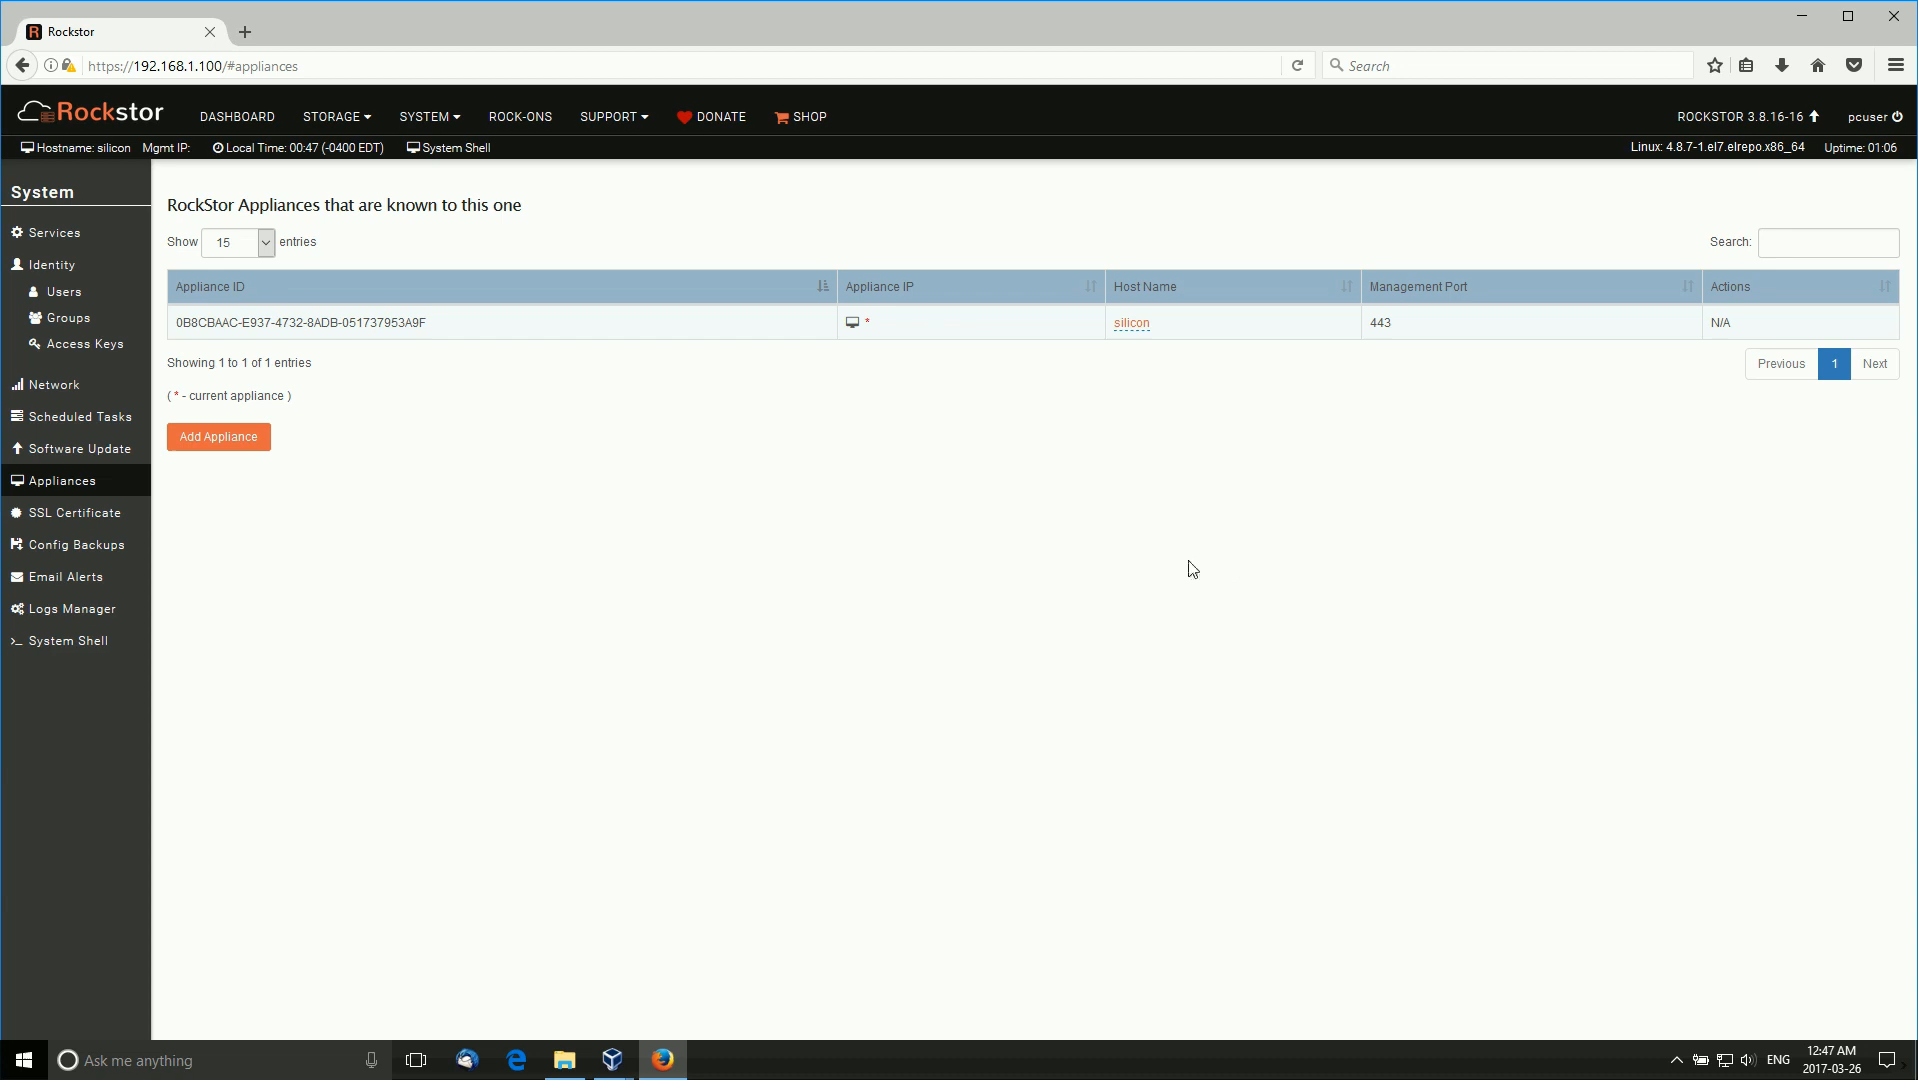 Rockstor
https://192.168.1.100/#appliances
Search
Rockstor
DASHBOARD STORAGE SYSTEM ROCK-ONS SUPPORT DONATE SHOP
ROCKSTOR 3.8.16-16 pcuser
Hostname: silicon Mgmt IP: Local Time: 00:47 (-0400 EDT) System Shell
Linux: 4.8.7-1.el7.elrepo.x86_64 Uptime: 01:06
System
Services
Identity
Users
Groups
Access Keys
Network
Scheduled Tasks
Software Update
Appliances
SSL Certificate
Config Backups
Email Alerts
Logs Manager
System Shell
RockStor Appliances that are known to this one
Show 15 entries
Search:
Appliance ID Appliance IP Host Name Management Port Actions
0B8CBAAC-E937-4732-8ADB-051737953A9F * silicon 443 N/A
Showing 1 to 1 of 1 entries
Previous 1 Next
( * - current appliance )
Add Appliance
Ask me anything
ENG
12:47 AM
2017-03-26